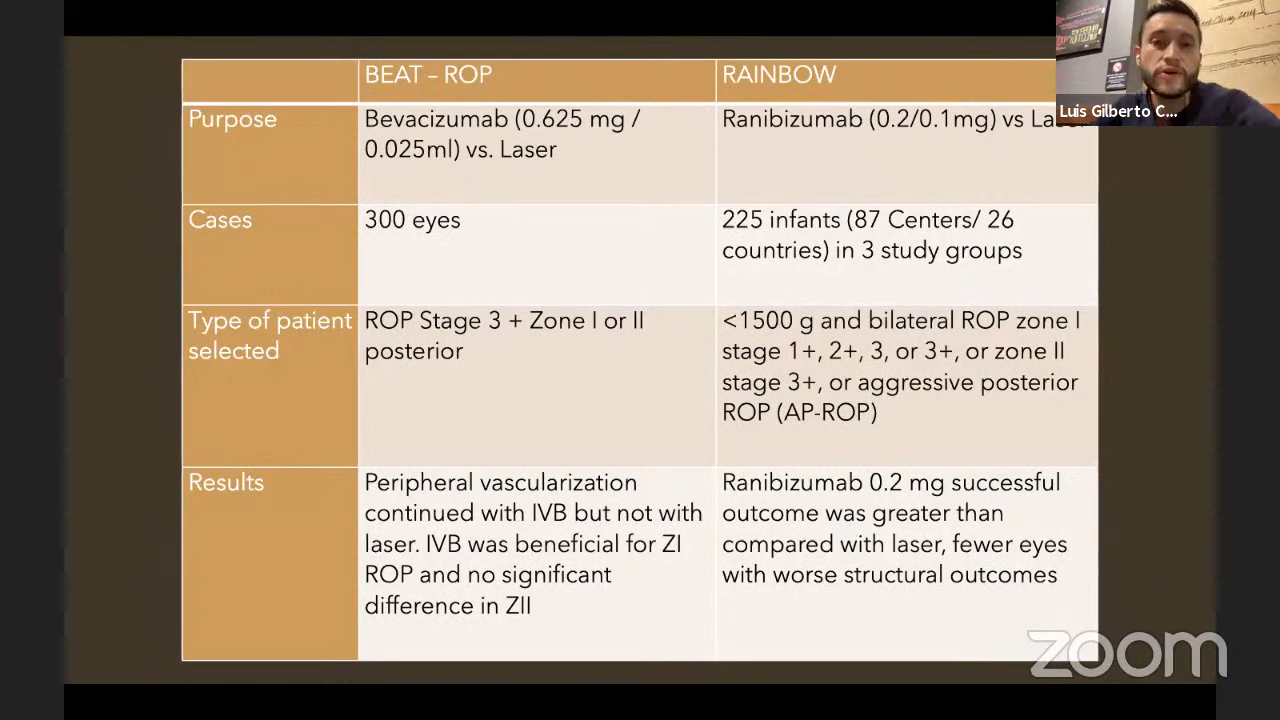 BEAT – ROP
RAINBOW
Purpose
Bevacizumab (0.625 mg /
0.025ml) vs. Laser
Ranibizumab (0.2/0.1mg) vs Laser
Cases
300 eyes
225 infants (87 Centers/ 26
countries) in 3 study groups
Type of patient
selected
ROP Stage 3 + Zone I or II
posterior
<1500 g and bilateral ROP zone I
stage 1+, 2+, 3, or 3+, or zone II
stage 3+, or aggressive posterior
ROP (AP-ROP)
Results
Peripheral vascularization
continued with IVB but not with
laser. IVB was beneficial for ZI
ROP and no significant
difference in ZII
Ranibizumab 0.2 mg successful
outcome was greater than
compared with laser, fewer eyes
with worse structural outcomes
Luis Gilberto C...
zoom